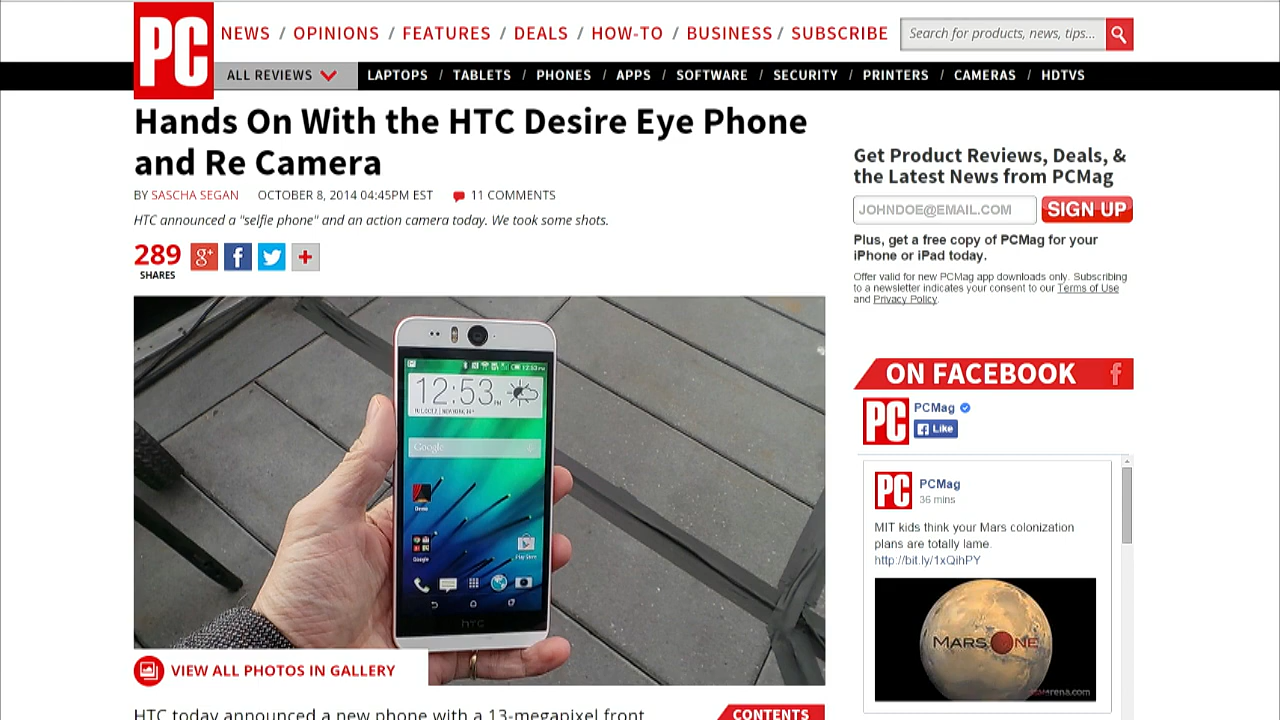 PC
NEWS / OPINIONS / FEATURES / DEALS / HOW-TO / BUSINESS / SUBSCRIBE
Search for products, news, tips...
ALL REVIEWS
LAPTOPS / TABLETS / PHONES / APPS / SOFTWARE / SECURITY / PRINTERS / CAMERAS / HDTVS
Hands On With the HTC Desire Eye Phone
and Re Camera
BY SASCHA SEGAN OCTOBER 8, 2014 04:45PM EST 11 COMMENTS
HTC announced a "selfie phone" and an action camera today. We took some shots.
289
SHARES
g+ f +
12:53 PM
Google
Google
Play Store
hTC
VIEW ALL PHOTOS IN GALLERY
HTC today announced a new phone with a 13-megapixel front
CONTENTS
Get Product Reviews, Deals, &
the Latest News from PCMag
JOHNDOE@EMAIL.COM
SIGN UP
Plus, get a free copy of PCMag for your
iPhone or iPad today.
Offer valid for new PCMag app downloads only. Subscribing
to a newsletter indicates your consent to our Terms of Use
and Privacy Policy.
ON FACEBOOK f
PC
PCMag
Like
PC
PCMag
36 mins
MIT kids think your Mars colonization
plans are totally lame.
http://bit.ly/1xQihPY
MARS ONE